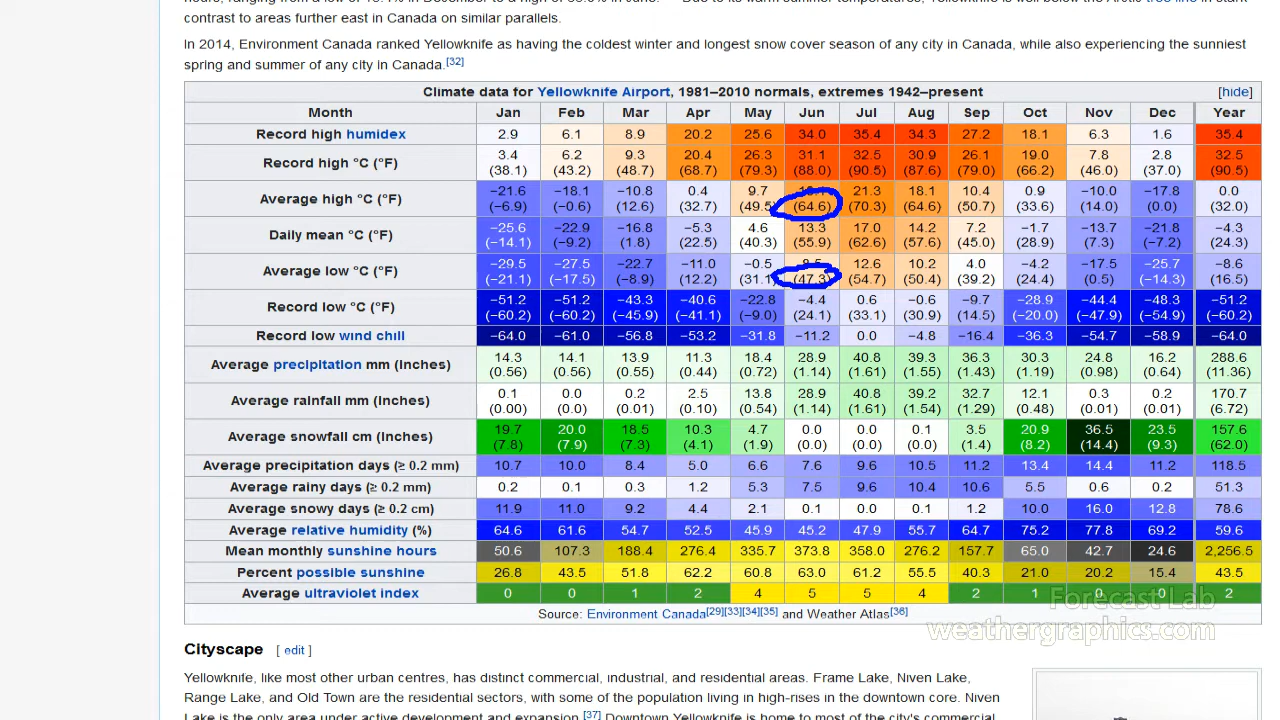 contrast to areas further east in Canada on similar parallels.
In 2014, Environment Canada ranked Yellowknife as having the coldest winter and longest snow cover season of any city in Canada, while also experiencing the sunniest
spring and summer of any city in Canada.[32]
Climate data for Yellowknife Airport, 1981–2010 normals, extremes 1942–present [hide]
Month Jan Feb Mar Apr May Jun Jul Aug Sep Oct Nov Dec Year
Record high humidex 2.9 6.1 8.9 20.2 25.6 34.0 35.4 34.3 27.2 18.1 6.3 1.6 35.4
Record high °C (°F) 3.4 6.2 9.3 20.4 26.3 31.1 32.5 30.9 26.1 19.0 7.8 2.8 32.5
(38.1) (43.2) (48.7) (68.7) (79.3) (88.0) (90.5) (87.6) (79.0) (66.2) (46.0) (37.0) (90.5)
Average high °C (°F) −21.6 −18.1 −10.8 0.4 9.7 21.3 18.1 10.4 0.9 −10.0 −17.8 0.0
(−6.9) (−0.6) (12.6) (32.7) (49.5) (64.6) (70.3) (64.6) (50.7) (33.6) (14.0) (0.0) (32.0)
Daily mean °C (°F) −25.6 −22.9 −16.8 −5.3 4.6 13.3 17.0 14.2 7.2 −1.7 −13.7 −21.8 −4.3
(−14.1) (−9.2) (1.8) (22.5) (40.3) (55.9) (62.6) (57.6) (45.0) (28.9) (7.3) (−7.2) (24.3)
Average low °C (°F) −29.5 −27.5 −22.7 −11.0 −0.5 8.5 12.6 10.2 4.0 −4.2 −17.5 −25.7 −8.6
(−21.1) (−17.5) (−8.9) (12.2) (31.1) (47.3) (54.7) (50.4) (39.2) (24.4) (0.5) (−14.3) (16.5)
Record low °C (°F) −51.2 −51.2 −43.3 −40.6 −22.8 −4.4 0.6 −0.6 −9.7 −28.9 −44.4 −48.3 −51.2
(−60.2) (−60.2) (−45.9) (−41.1) (−9.0) (24.1) (33.1) (30.9) (14.5) (−20.0) (−47.9) (−54.9) (−60.2)
Record low wind chill −64.0 −61.0 −56.8 −53.2 −31.8 −11.2 0.0 −4.8 −16.4 −36.3 −54.7 −58.9 −64.0
Average precipitation mm (inches) 14.3 14.1 13.9 11.3 18.4 28.9 40.8 39.3 36.3 30.3 24.8 16.2 288.6
(0.56) (0.56) (0.55) (0.44) (0.72) (1.14) (1.61) (1.55) (1.43) (1.19) (0.98) (0.64) (11.36)
Average rainfall mm (inches) 0.1 0.0 0.2 2.5 13.8 28.9 40.8 39.2 32.7 12.1 0.3 0.2 170.7
(0.00) (0.0) (0.01) (0.10) (0.54) (1.14) (1.61) (1.54) (1.29) (0.48) (0.01) (0.01) (6.72)
Average snowfall cm (inches) 19.7 20.0 18.5 10.3 4.7 0.0 0.0 0.1 3.5 20.9 36.5 23.5 157.6
(7.8) (7.9) (7.3) (4.1) (1.9) (0.0) (0.0) (0.0) (1.4) (8.2) (14.4) (9.3) (62.0)
Average precipitation days (≥ 0.2 mm) 10.7 10.0 8.4 5.0 6.6 7.6 9.6 10.5 11.2 13.4 14.4 11.2 118.5
Average rainy days (≥ 0.2 mm) 0.2 0.1 0.3 1.2 5.3 7.5 9.6 10.4 10.6 5.5 0.6 0.2 51.3
Average snowy days (≥ 0.2 cm) 11.9 11.0 9.2 4.4 2.1 0.1 0.0 0.1 1.2 10.0 16.0 12.8 78.6
Average relative humidity (%) 64.6 61.6 54.7 52.5 45.9 45.2 47.9 55.7 64.7 75.2 77.8 69.2 59.6
Mean monthly sunshine hours 50.6 107.3 188.4 276.4 335.7 373.8 358.0 276.2 157.7 65.0 42.7 24.6 2,256.5
Percent possible sunshine 26.8 43.5 51.8 62.2 60.8 63.0 61.2 55.5 40.3 21.0 20.2 15.4 43.5
Average ultraviolet index 0 0 1 2 4 5 5 4 2 1 0 0 2
Source: Environment Canada[29][33][34][35] and Weather Atlas[36]
Forecast Lab
weathergraphics.com
Cityscape [ edit ]
Yellowknife, like most other urban centres, has distinct commercial, industrial, and residential areas. Frame Lake, Niven Lake,
Range Lake, and Old Town are the residential sectors, with some of the population living in high-rises in the downtown core. Niven
Lake is the only area under active development and expansion.[37] Downtown Yellowknife is home to most of the city's commercial